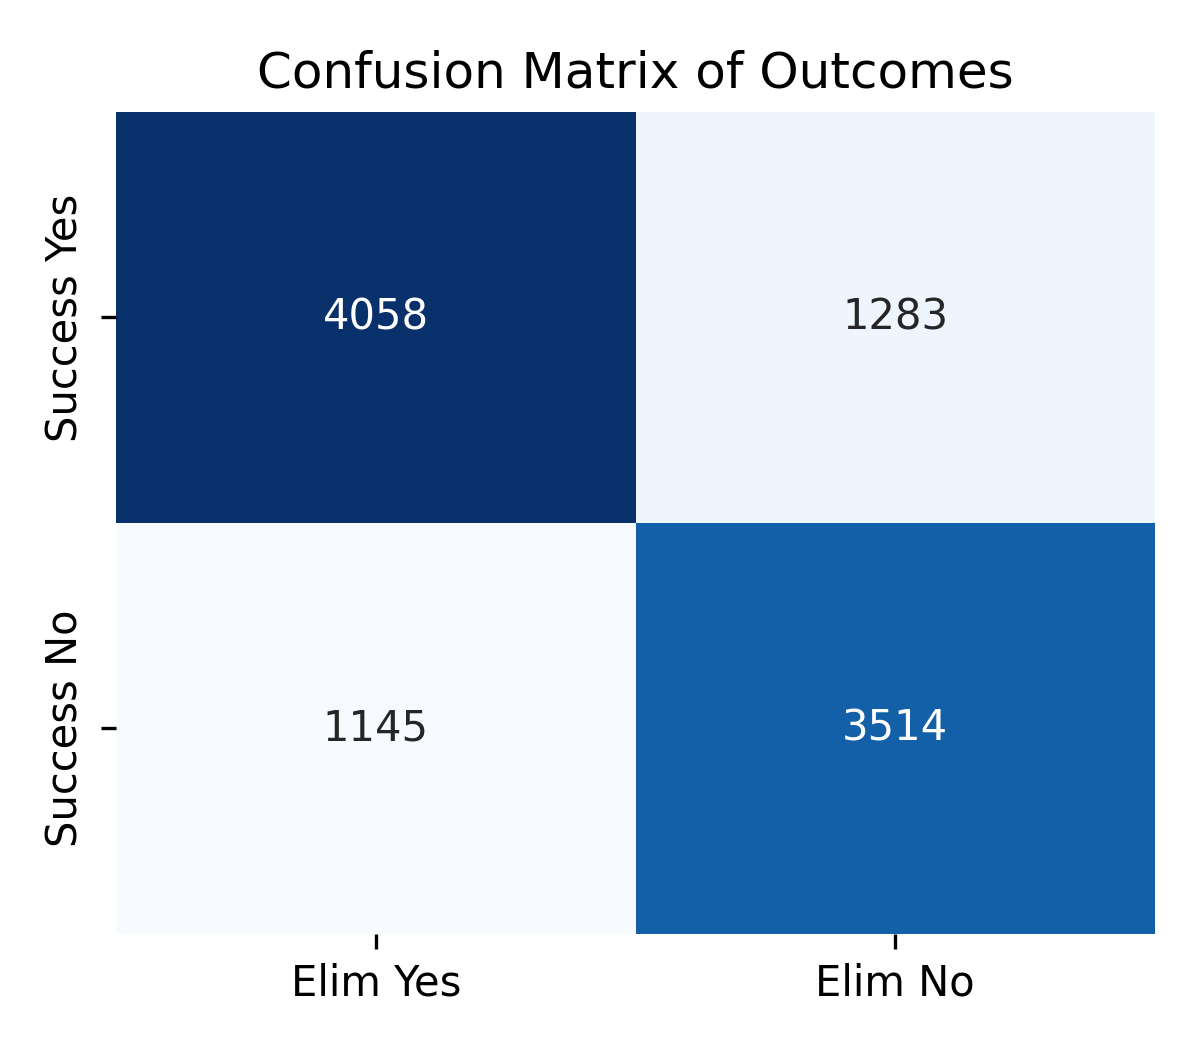 Confusion Matrix of Outcomes
Success Yes
4058
1283
Success No
1145
3514
Elim Yes
Elim No